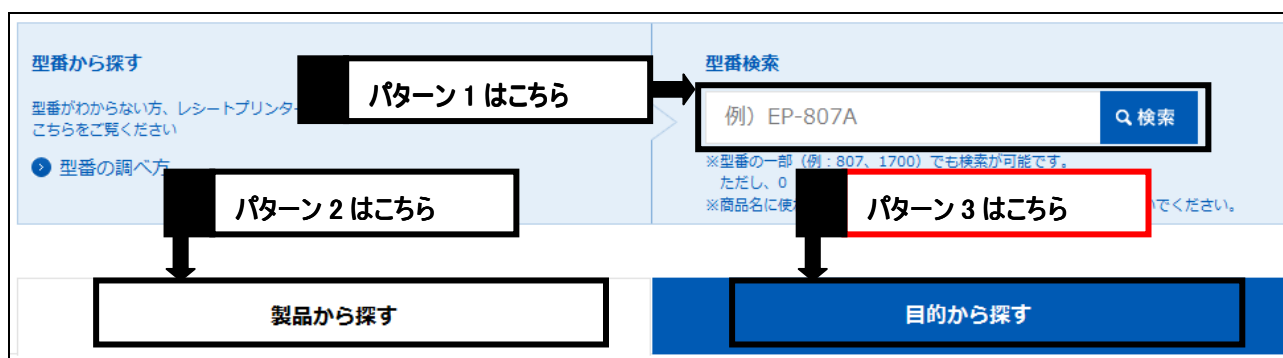 型番から探す
型番がわからない方、レシートプリンター
こちらをご覧ください
型番の調べ方
パターン 1 はこちら
型番検索
例）EP-807A
検索
※型番の一部（例：807、1700）でも検索が可能です。
ただし、0
※商品名に使
いでください。
パターン 2 はこちら
パターン 3 はこちら
製品から探す
目的から探す